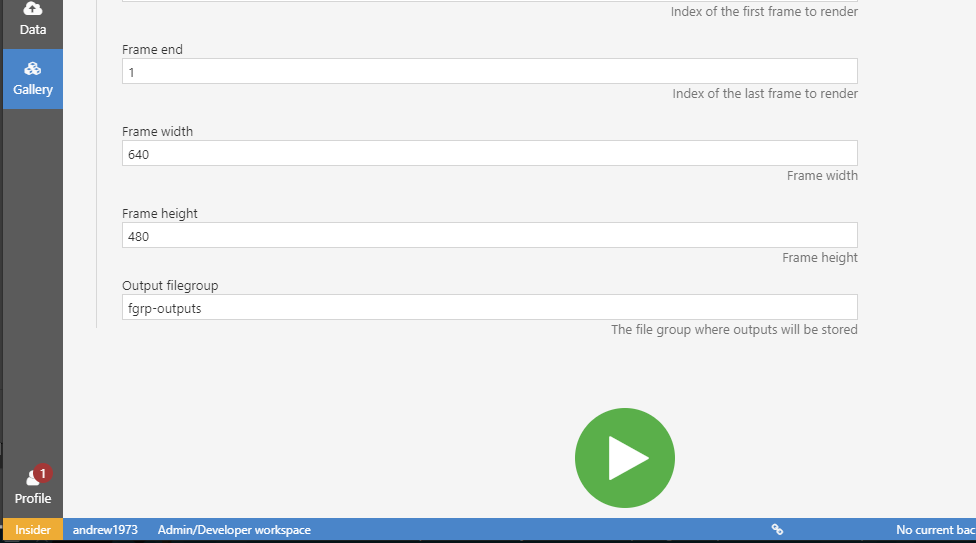 Index of the first frame to render
Data
Frame end
1
Index of the last frame to render
Gallery
Frame width
640
Frame width
Frame height
480
Frame height
Output filegroup
fgrp-outputs
The file group where outputs will be stored
1
Profile
Insider andrew1973 Admin/Developer workspace No current bac